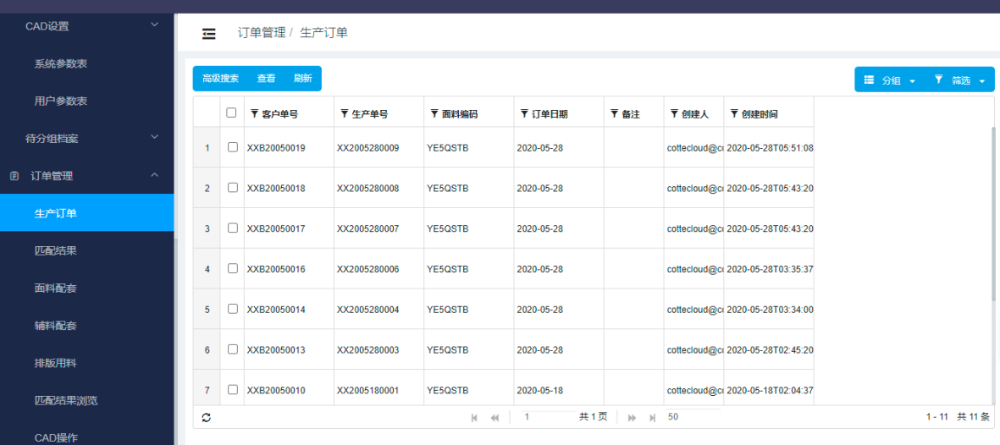 CAD设置
系统参数表
用户参数表
待分组档案
订单管理
生产订单
匹配结果
面料配套
辅料配套
排版用料
匹配结果浏览
CAD操作
订单管理 / 生产订单
高级搜索 查看 刷新
分组 筛选
客户单号 生产单号 面料编码 订单日期 备注 创建人 创建时间
1 XXB20050019 XX2005280009 YE5QSTB 2020-05-28 cottecloud@c 2020-05-28T05:51:08
2 XXB20050018 XX2005280008 YE5QSTB 2020-05-28 cottecloud@c 2020-05-28T05:43:20
3 XXB20050017 XX2005280007 YE5QSTB 2020-05-28 cottecloud@c 2020-05-28T05:43:20
4 XXB20050016 XX2005280006 YE5QSTB 2020-05-28 cottecloud@c 2020-05-28T03:35:37
5 XXB20050014 XX2005280004 YE5QSTB 2020-05-28 cottecloud@c 2020-05-28T03:34:00
6 XXB20050013 XX2005280003 YE5QSTB 2020-05-28 cottecloud@c 2020-05-28T02:45:20
7 XXB20050010 XX2005180001 YE5QSTB 2020-05-18 cottecloud@c 2020-05-18T02:04:37
1 共 1 页 50 1 - 11 共 11 条